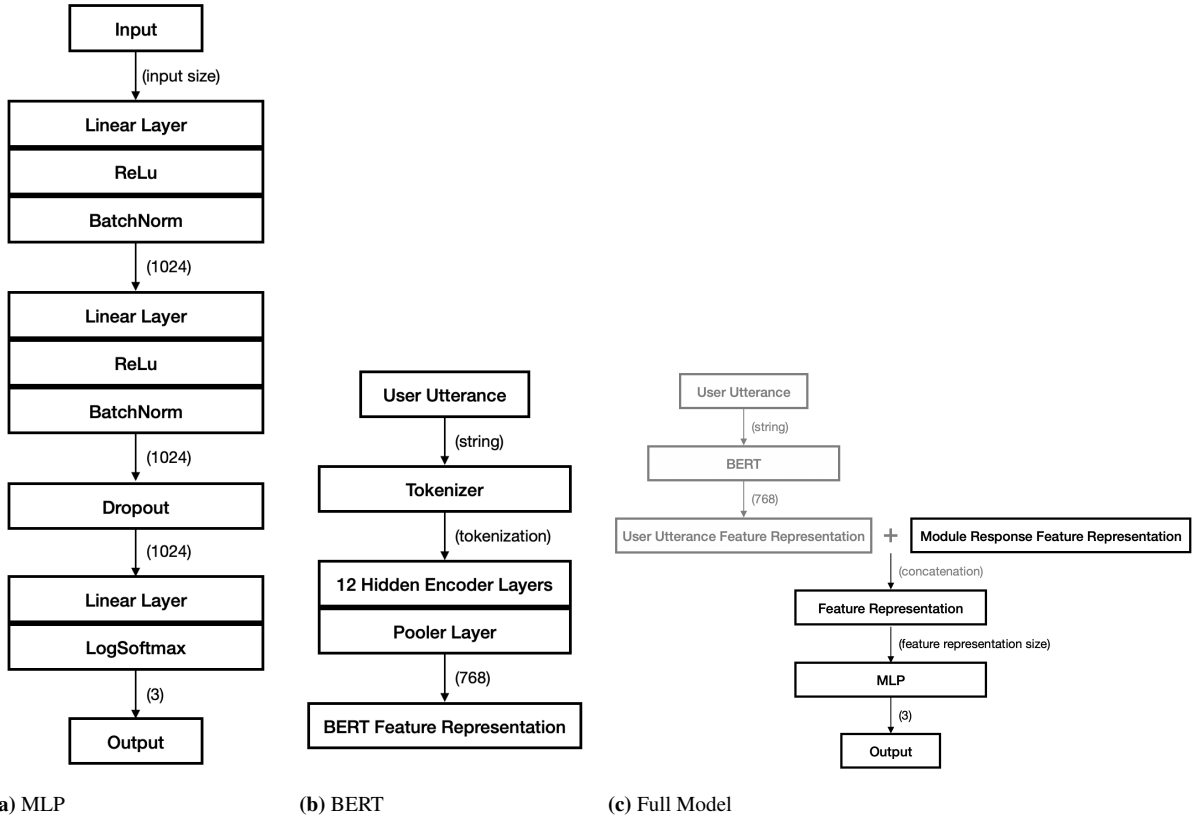 Input
(input size)
Linear Layer
ReLu
BatchNorm
(1024)
Linear Layer
ReLu
BatchNorm
(1024)
Dropout
(1024)
Linear Layer
LogSoftmax
(3)
Output
a) MLP
User Utterance
(string)
Tokenizer
(tokenization)
12 Hidden Encoder Layers
Pooler Layer
(768)
BERT Feature Representation
(b) BERT
User Utterance
(string)
BERT
(768)
User Utterance Feature Representation + Module Response Feature Representation
(concatenation)
Feature Representation
(feature representation size)
MLP
(3)
Output
(c) Full Model